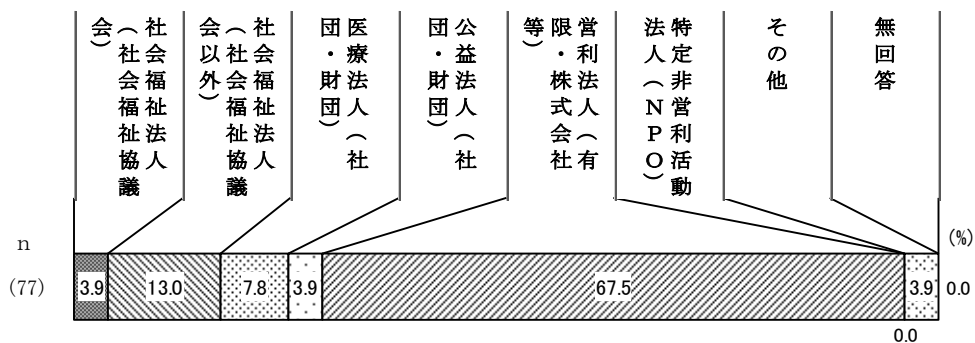 社会福祉法人
（社会福祉協議
会）
社会福祉法人
（社会福祉協議
会以外）
医療法人（社
団・財団）
公益法人（社
団・財団）
営利法人（有
限・株式会社
等）
特定非営利活動
法人（NPO）
その他
無回答
n
(%)
(77)
3.9
13.0
7.8
3.9
67.5
3.9
0.0
0.0